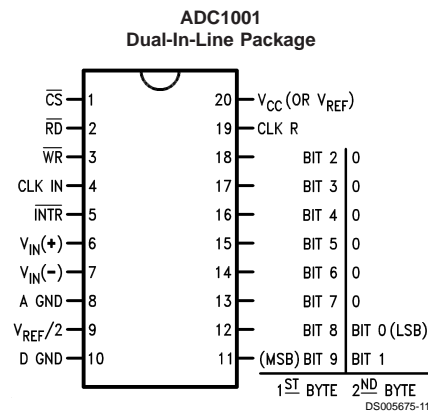 ADC1001
Dual-In-Line Package
CS 1 20 VCC (OR VREF)
RD 2 19 CLK R
WR 3 18 BIT 2 0
CLK IN 4 17 BIT 3 0
INTR 5 16 BIT 4 0
VIN(+) 6 15 BIT 5 0
VIN(−) 7 14 BIT 6 0
A GND 8 13 BIT 7 0
VREF/2 9 12 BIT 8 BIT 0 (LSB)
D GND 10 11 (MSB) BIT 9 BIT 1
1ST BYTE 2ND BYTE
DS005675-11